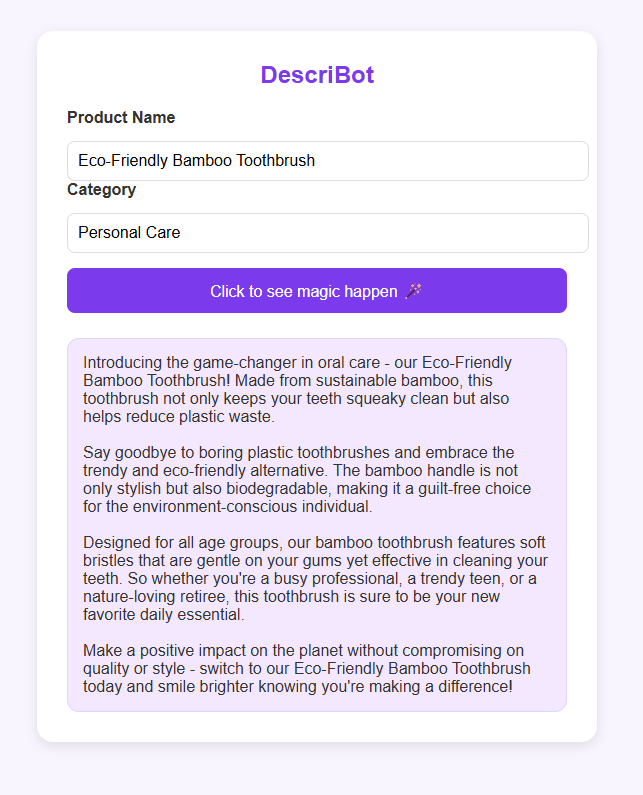 DescriBot
Product Name
Eco-Friendly Bamboo Toothbrush
Category
Personal Care
Click to see magic happen 🪄
Introducing the game-changer in oral care - our Eco-Friendly
Bamboo Toothbrush! Made from sustainable bamboo, this
toothbrush not only keeps your teeth squeaky clean but also
helps reduce plastic waste.
Say goodbye to boring plastic toothbrushes and embrace the
trendy and eco-friendly alternative. The bamboo handle is not
only stylish but also biodegradable, making it a guilt-free choice
for the environment-conscious individual.
Designed for all age groups, our bamboo toothbrush features soft
bristles that are gentle on your gums yet effective in cleaning your
teeth. So whether you're a busy professional, a trendy teen, or a
nature-loving retiree, this toothbrush is sure to be your new
favorite daily essential.
Make a positive impact on the planet without compromising on
quality or style - switch to our Eco-Friendly Bamboo Toothbrush
today and smile brighter knowing you're making a difference!